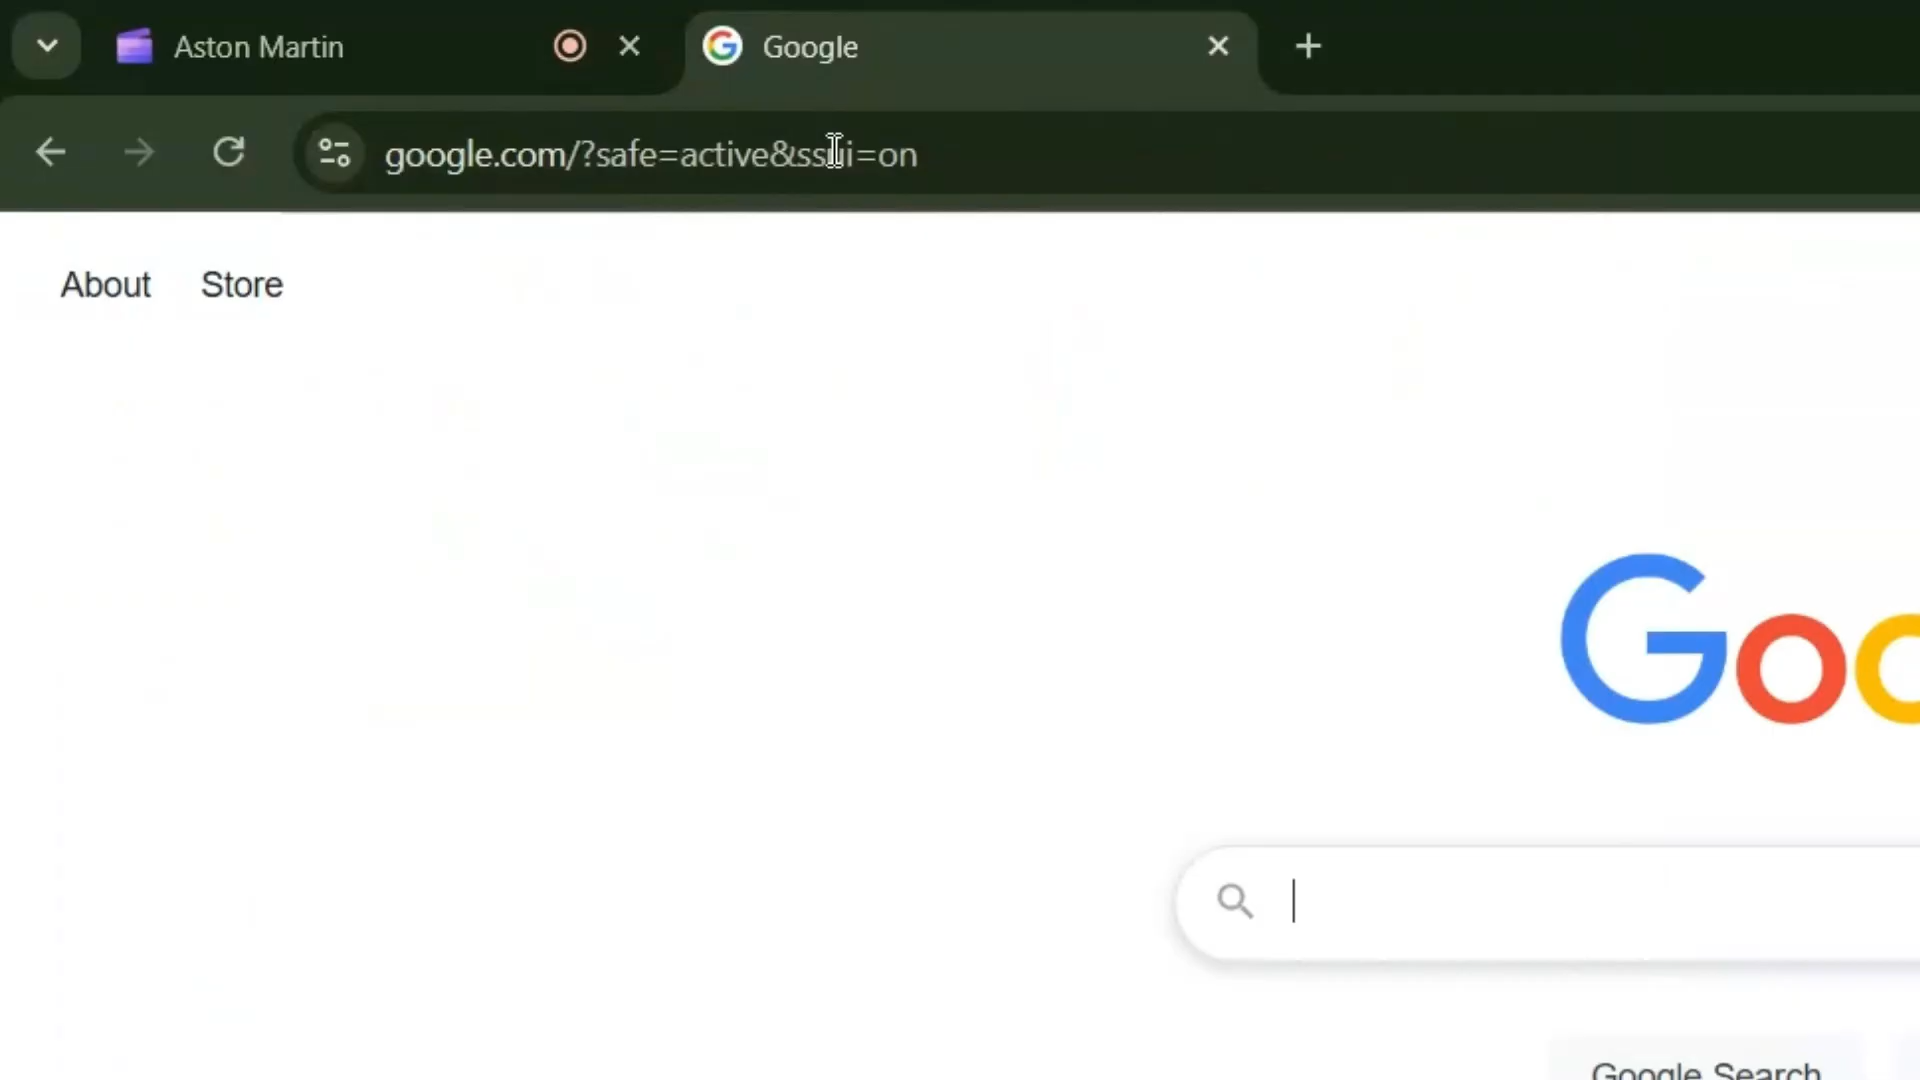 Aston Martin
Google
google.com/?safe=active&ssui=on
About Store
Goo
Google Search